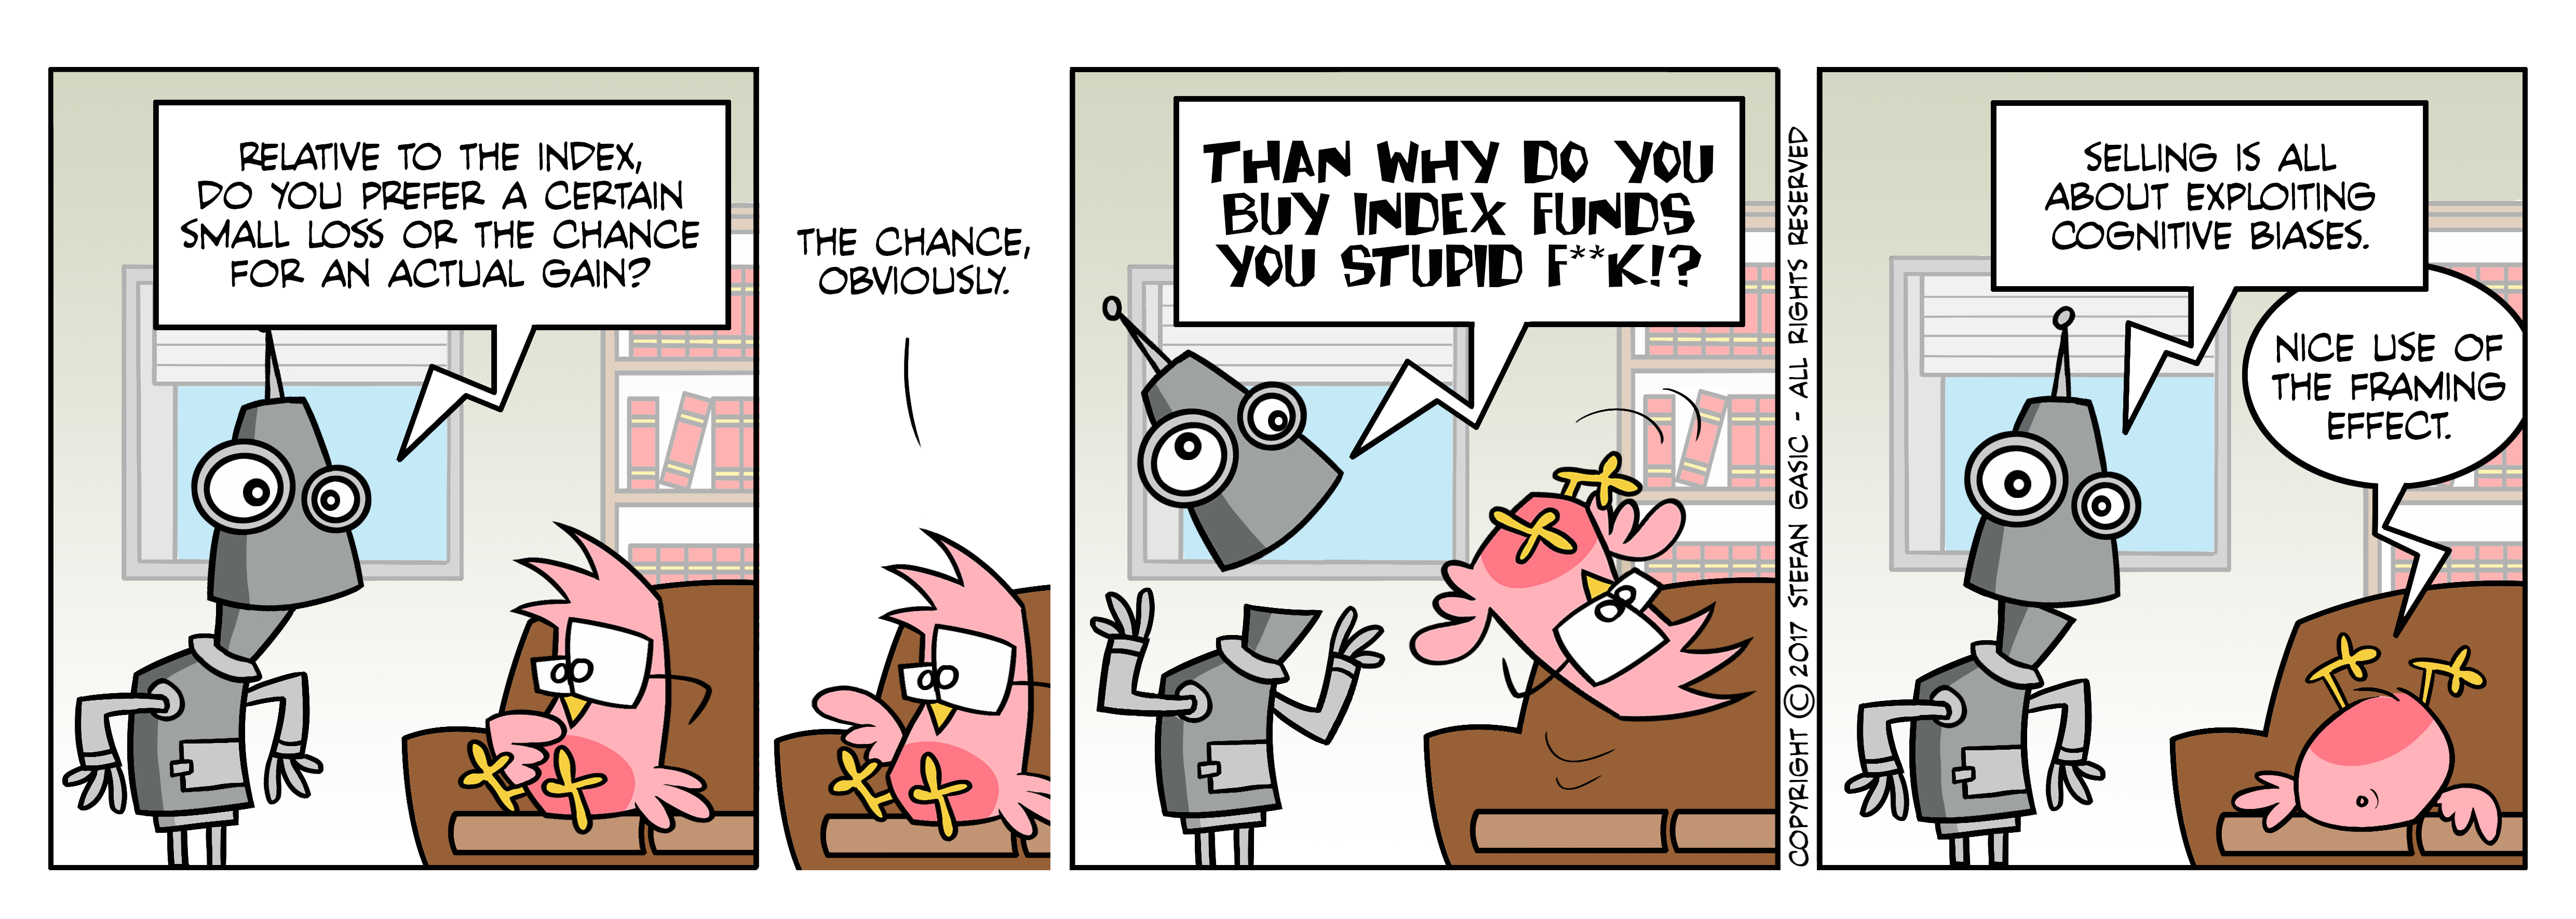 RELATIVE TO THE INDEX,
DO YOU PREFER A CERTAIN
SMALL LOSS OR THE CHANCE
FOR AN ACTUAL GAIN?
THE CHANCE,
OBVIOUSLY.
THAN WHY DO YOU
BUY INDEX FUNDS
YOU STUPID F**K!?
COPYRIGHT © 2017 STEFAN GASIC - ALL RIGHTS RESERVED
SELLING IS ALL
ABOUT EXPLOITING
COGNITIVE BIASES.
NICE USE OF
THE FRAMING
EFFECT.